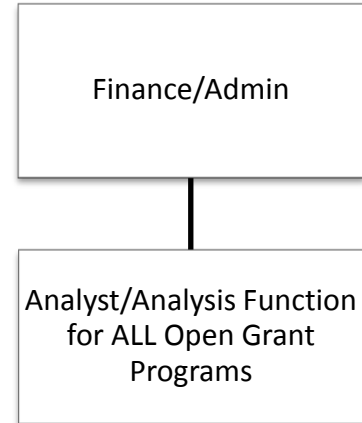 Finance/Admin
Analyst/Analysis Function
for ALL Open Grant
Programs